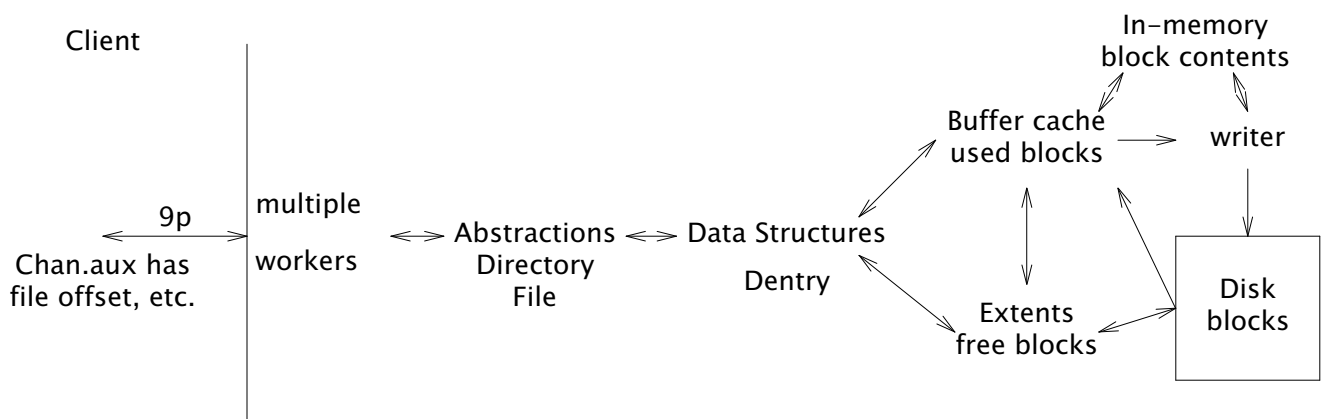 Client
9p
Chan.aux has
file offset, etc.
multiple
workers
Abstractions
Directory
File
Data Structures
Dentry
Buffer cache
used blocks
Extents
free blocks
In-memory
block contents
writer
Disk
blocks